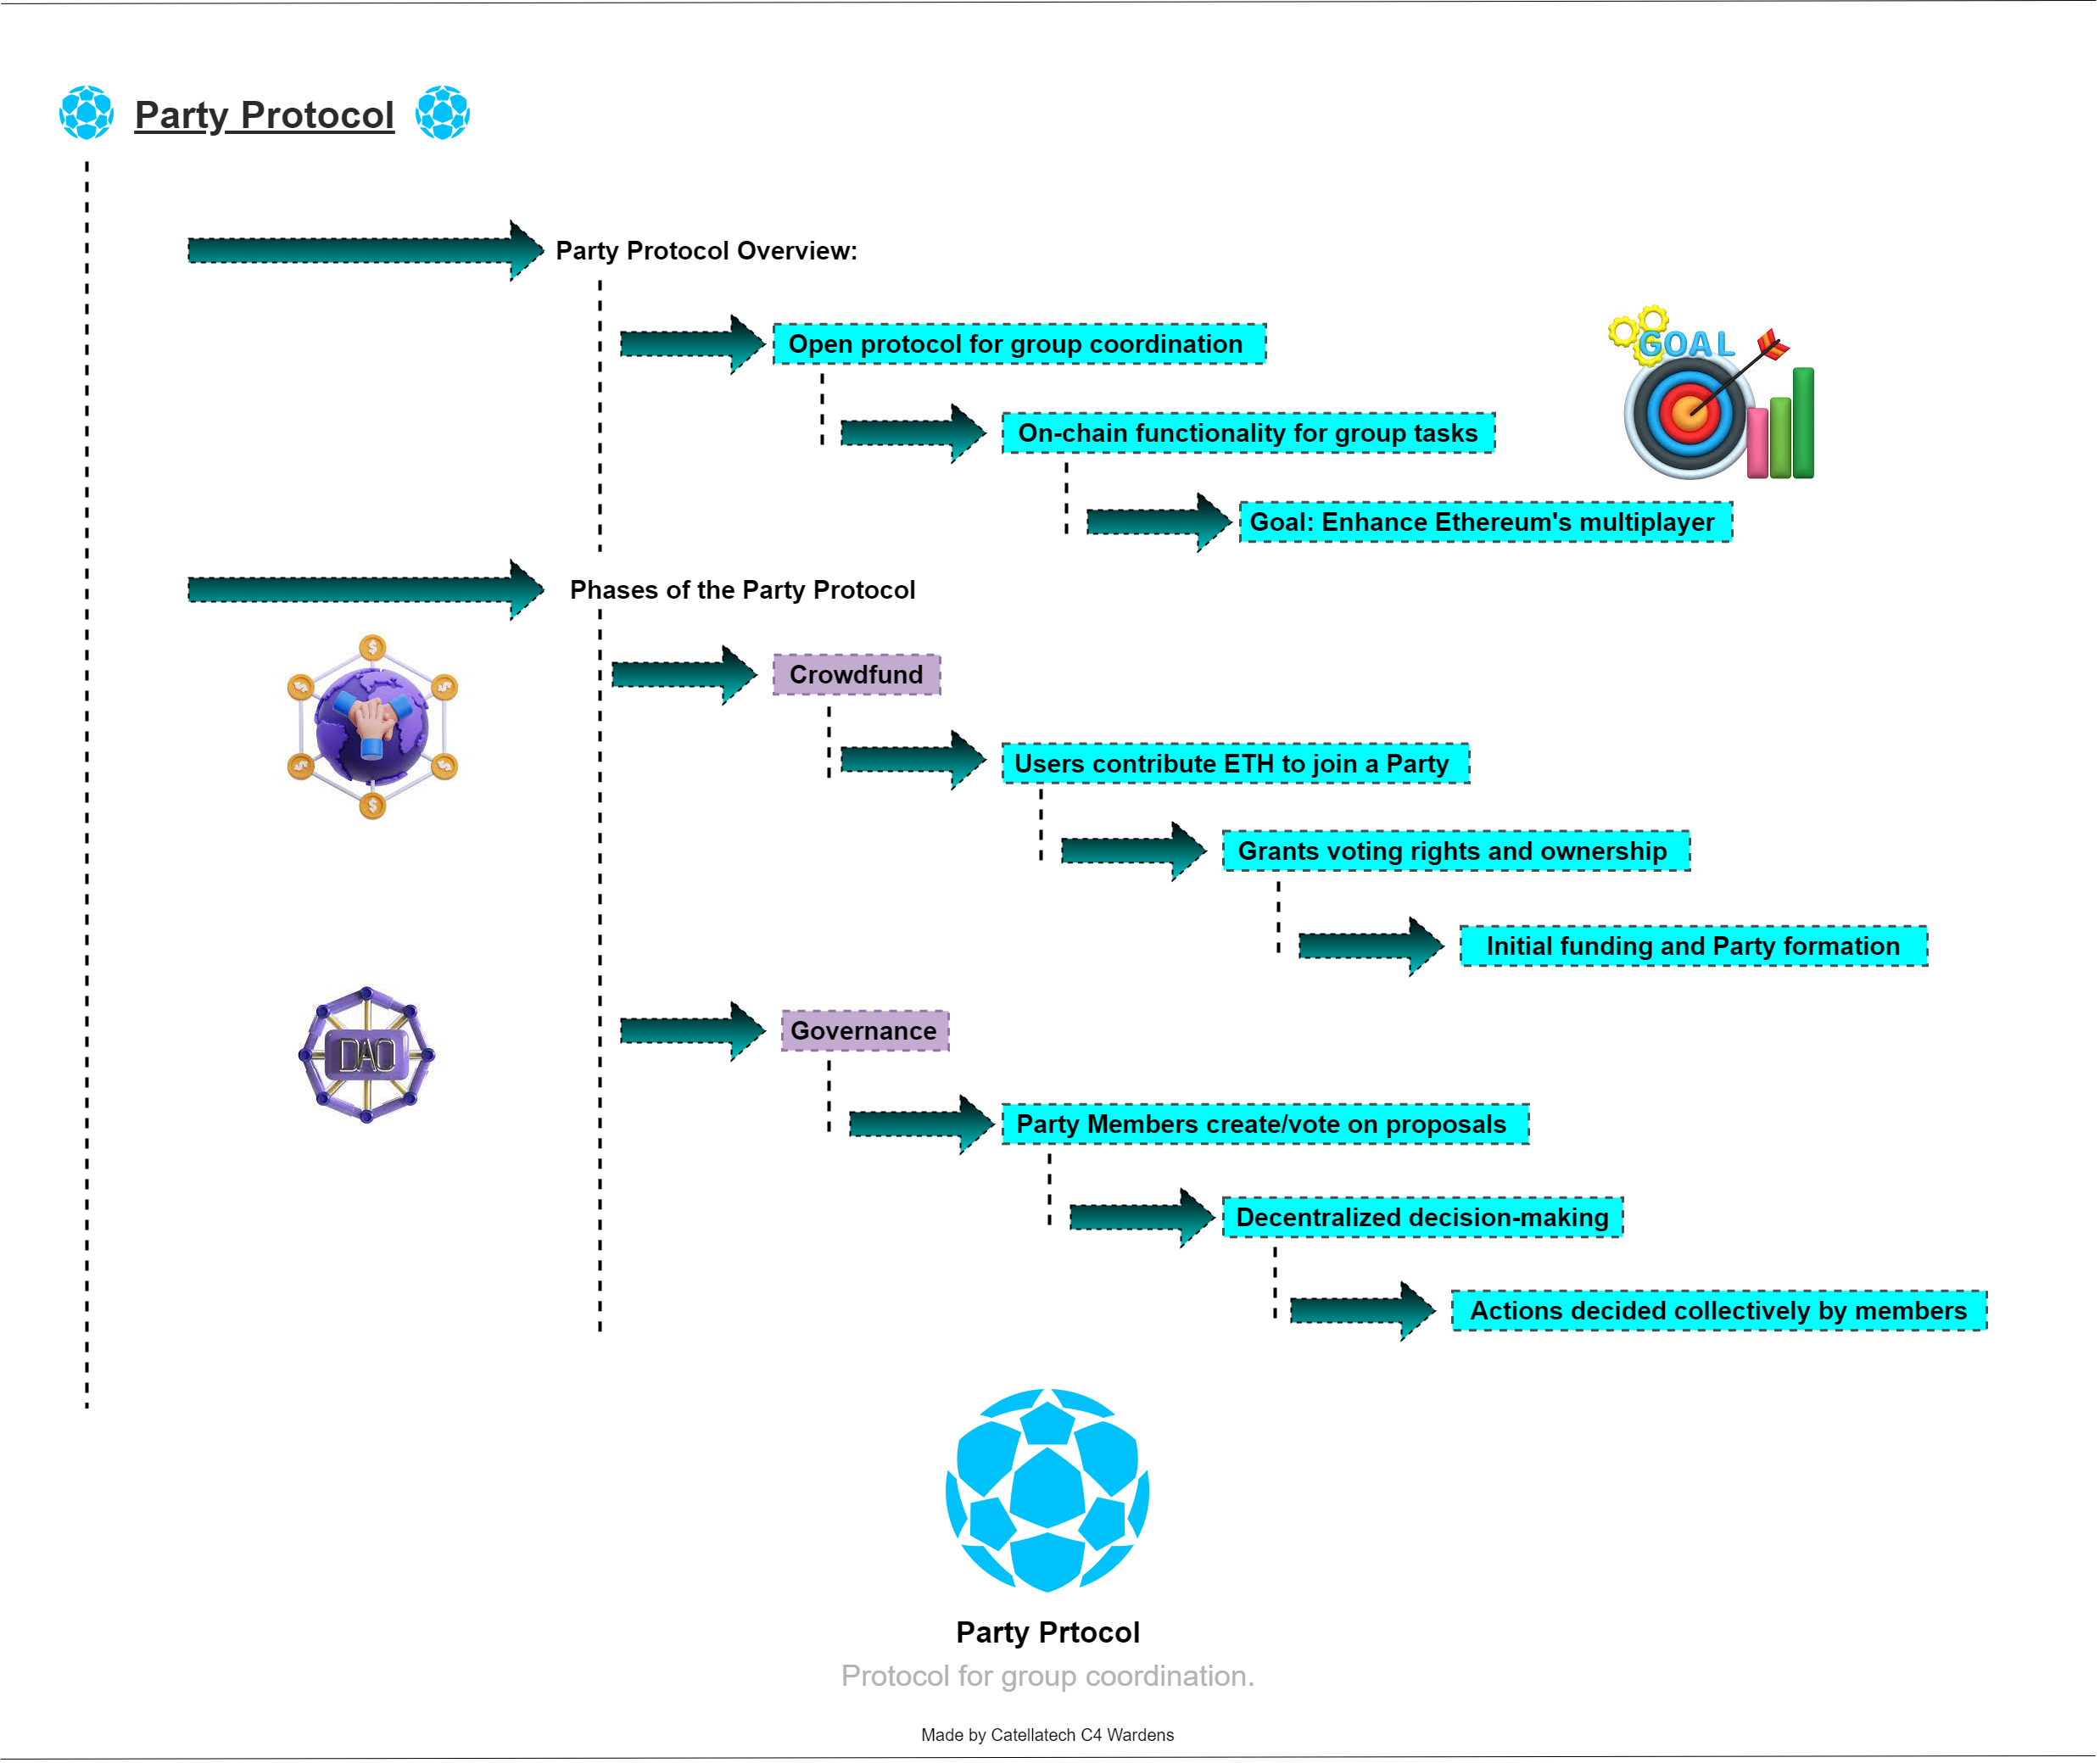 Party Protocol
Party Protocol Overview:
Open protocol for group coordination
GOAL
On-chain functionality for group tasks
Goal: Enhance Ethereum's multiplayer
Phases of the Party Protocol
Crowdfund
Users contribute ETH to join a Party
Grants voting rights and ownership
Initial funding and Party formation
DAO
Governance
Party Members create/vote on proposals
Decentralized decision-making
Actions decided collectively by members
Party Prtocol
Protocol for group coordination.
Made by Catellatech C4 Wardens